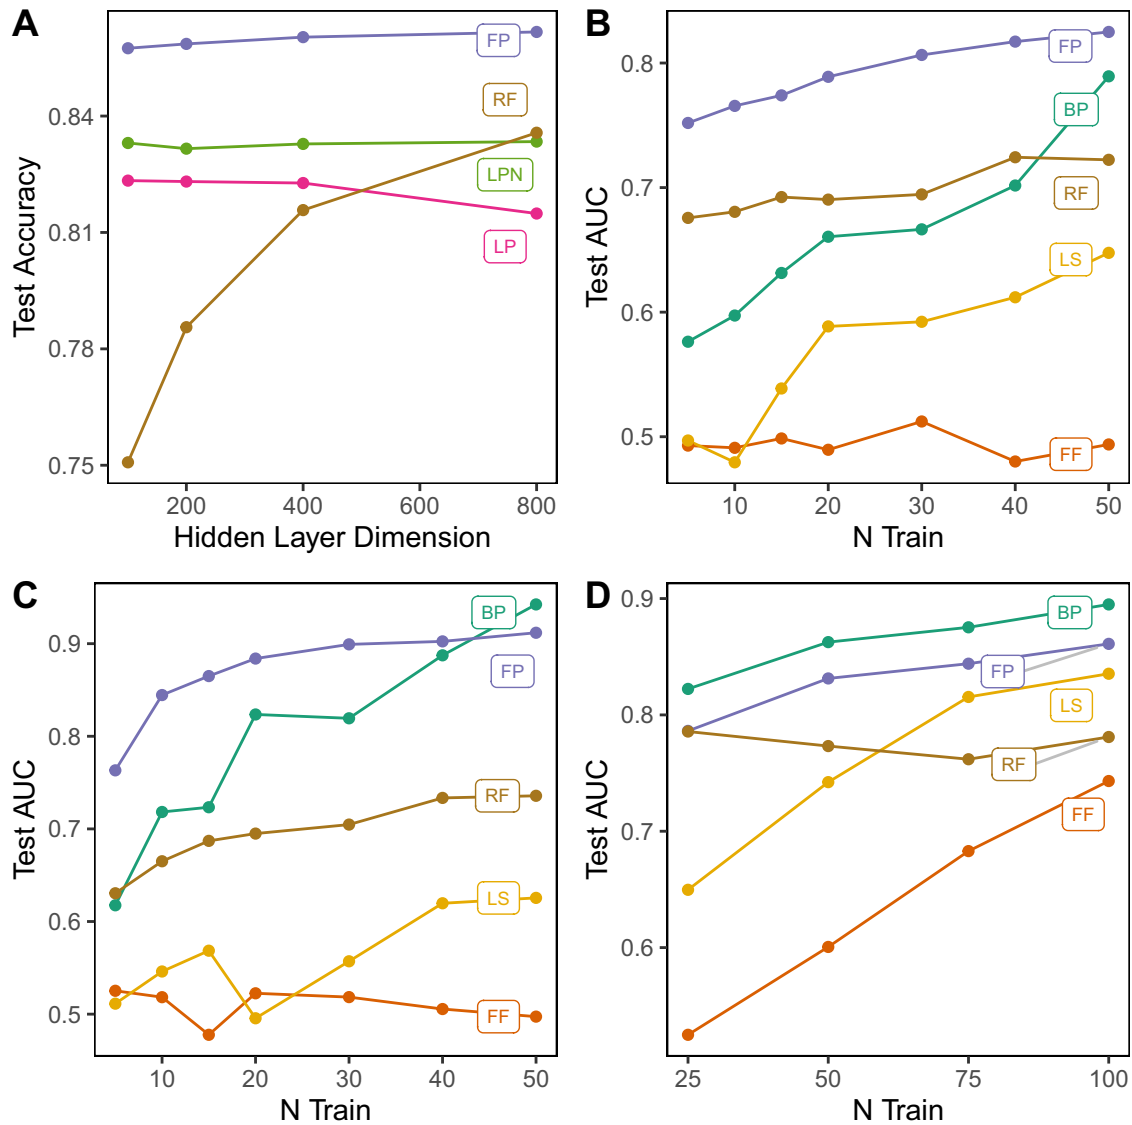 A
Test Accuracy
0.84
0.81
0.78
0.75
FP
RF
LPN
LP
200
400
600
800
Hidden Layer Dimension
B
Test AUC
0.8
0.7
0.6
0.5
FP
BP
RF
LS
FF
10
20
30
40
50
N Train
C
Test AUC
0.9
0.8
0.7
0.6
0.5
BP
FP
RF
LS
FF
10
20
30
40
50
N Train
D
Test AUC
0.9
0.8
0.7
0.6
BP
FP
LS
RF
FF
25
50
75
100
N Train